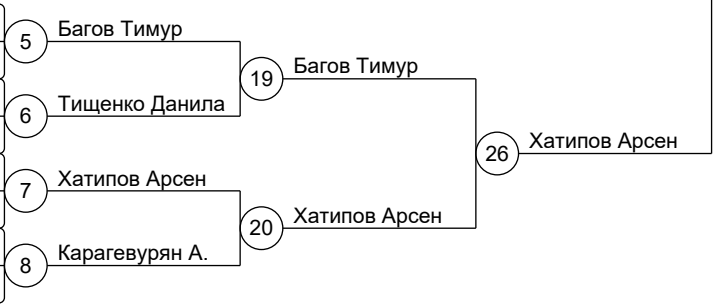 5 Багов Тимур
19 Багов Тимур
6 Тищенко Данила
26 Хатипов Арсен
7 Хатипов Арсен
20 Хатипов Арсен
8 Карагевурян А.